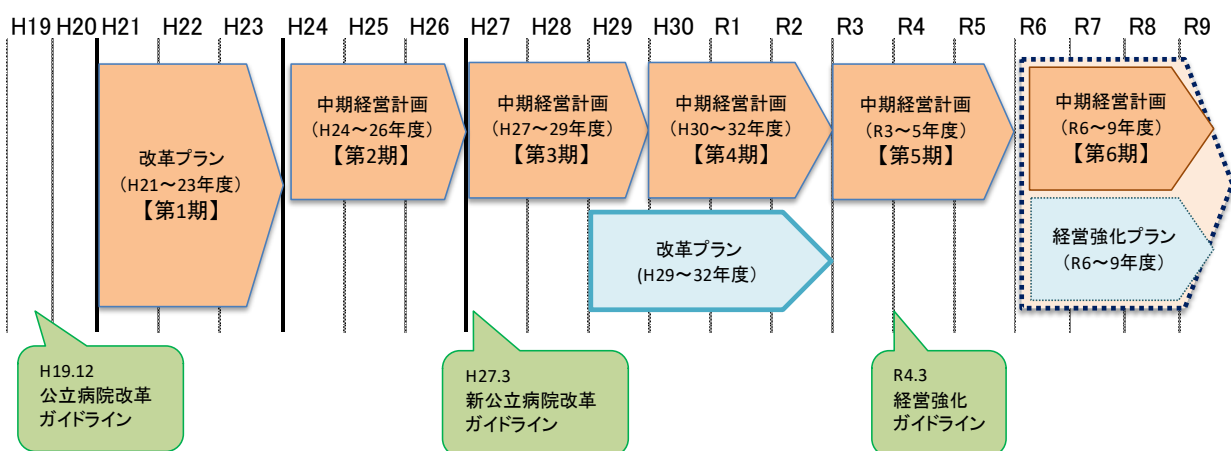 H19 H20 H21 H22 H23 H24 H25 H26 H27 H28 H29 H30 R1 R2 R3 R4 R5 R6 R7 R8 R9
改革プラン
（H21～23年度）
【第1期】
中期経営計画
（H24～26年度）
【第2期】
中期経営計画
（H27～29年度）
【第3期】
中期経営計画
（H30～32年度）
【第4期】
中期経営計画
（R3～5年度）
【第5期】
中期経営計画
（R6～9年度）
【第6期】
改革プラン
(H29～32年度）
経営強化プラン
（R6～9年度）
H19.12
公立病院改革
ガイドライン
H27.3
新公立病院改革
ガイドライン
R4.3
経営強化
ガイドライン